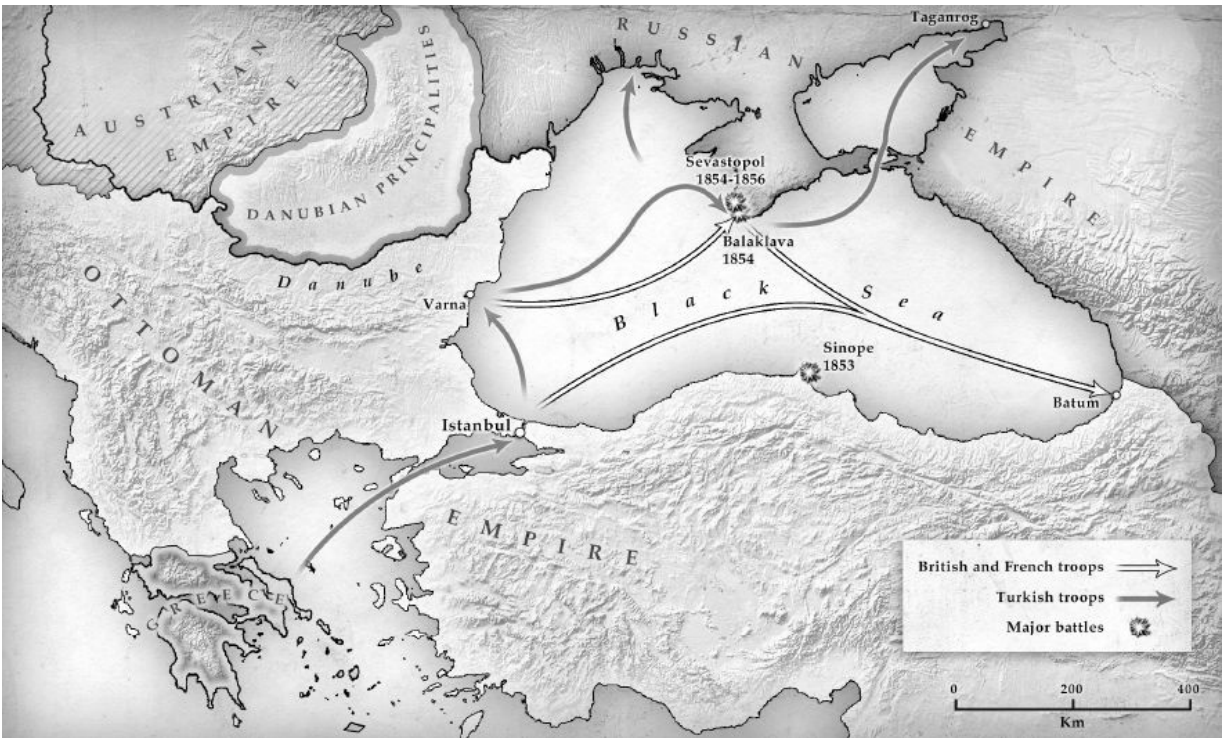 Taganrog
RUSSIAN
EMPIRE
AUSTRIAN
EMPIRE
DANUBIAN PRINCIPALITIES
Sevastopol
1854-1856
Balaklava
1854
Danube
Varna
Black Sea
OTTOMAN
EMPIRE
Sinope
1853
Batum
Istanbul
GREECE
British and French troops
Turkish troops
Major battles
0 200 400
Km